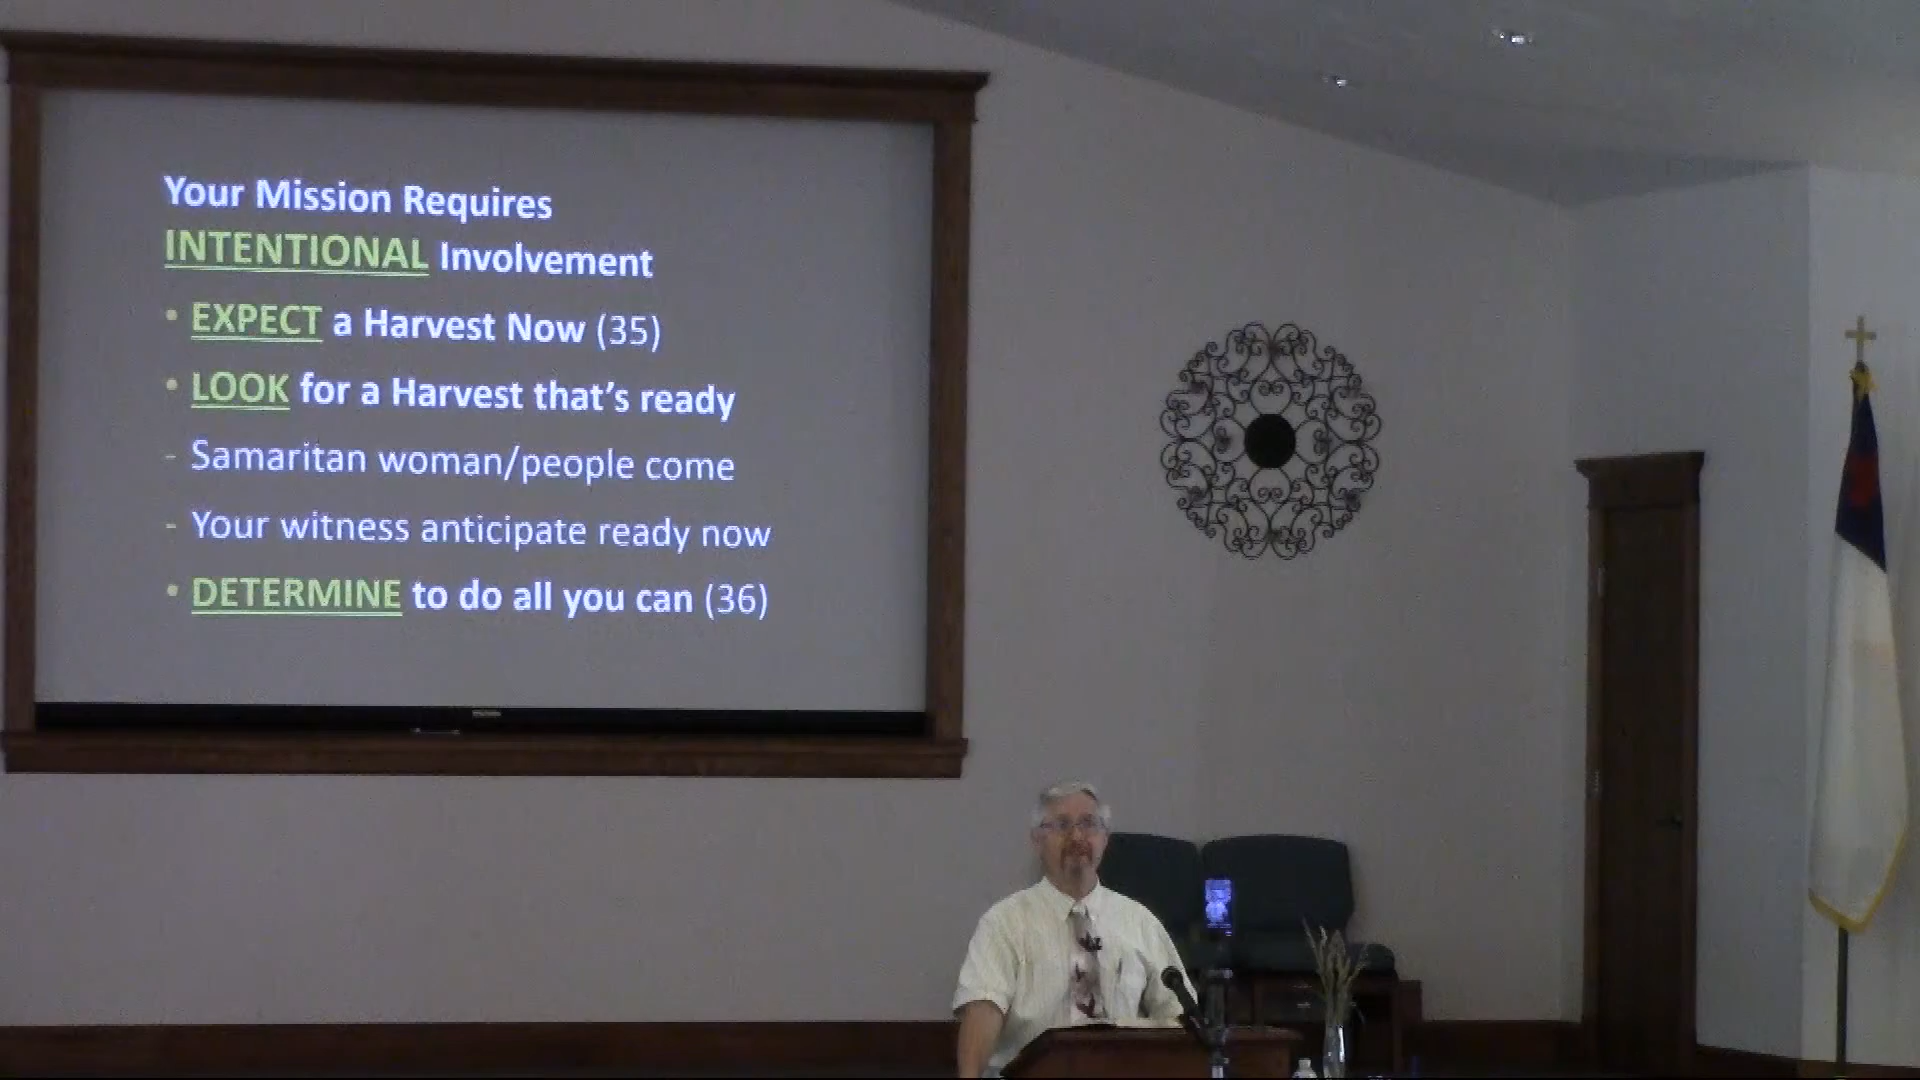 Your Mission Requires
INTENTIONAL Involvement
• EXPECT a Harvest Now (35)
• LOOK for a Harvest that's ready
- Samaritan woman/people come
- Your witness anticipate ready now
• DETERMINE to do all you can (36)